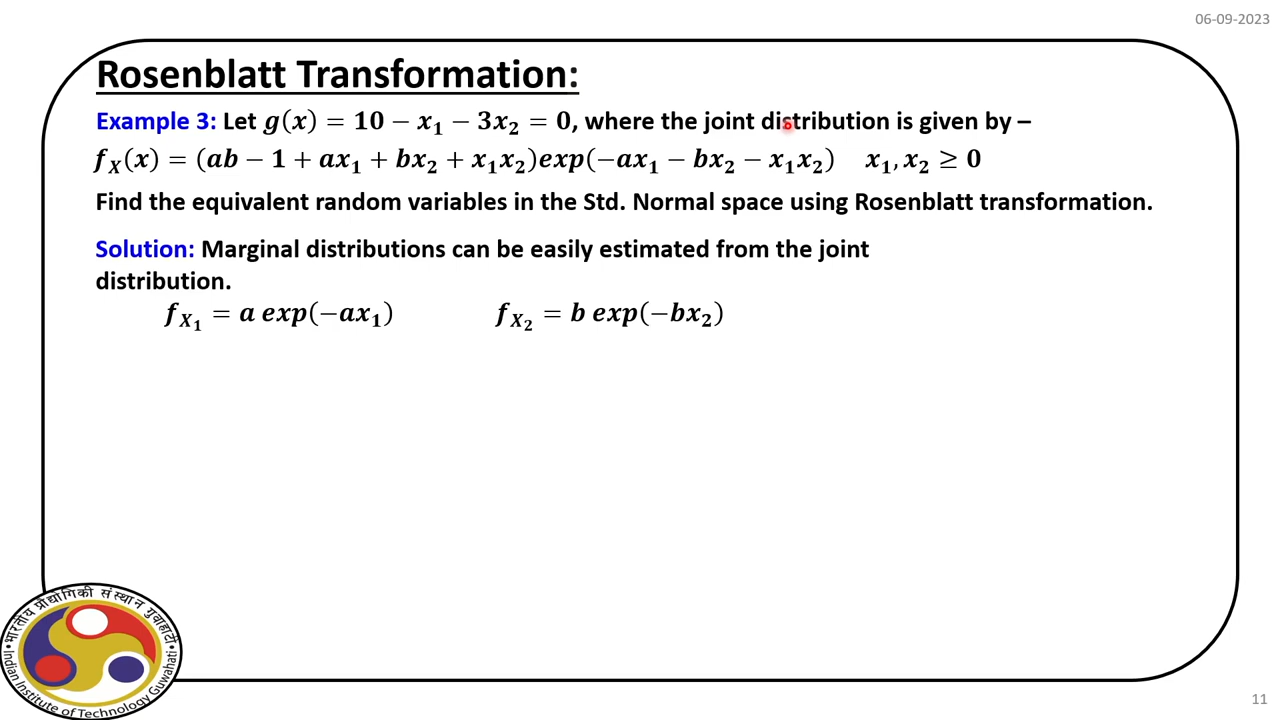 06-09-2023
Rosenblatt Transformation:
Example 3: Let g(x) = 10 − x₁ − 3x₂ = 0, where the joint distribution is given by –
f_X(x) = (ab − 1 + ax₁ + bx₂ + x₁x₂)exp(−ax₁ − bx₂ − x₁x₂) x₁, x₂ ≥ 0
Find the equivalent random variables in the Std. Normal space using Rosenblatt transformation.
Solution: Marginal distributions can be easily estimated from the joint
distribution.
f_X₁ = a exp(−ax₁) f_X₂ = b exp(−bx₂)
भारतीय प्रौद्योगिकी संस्थान गुवाहाटी
Indian Institute of Technology Guwahati
11